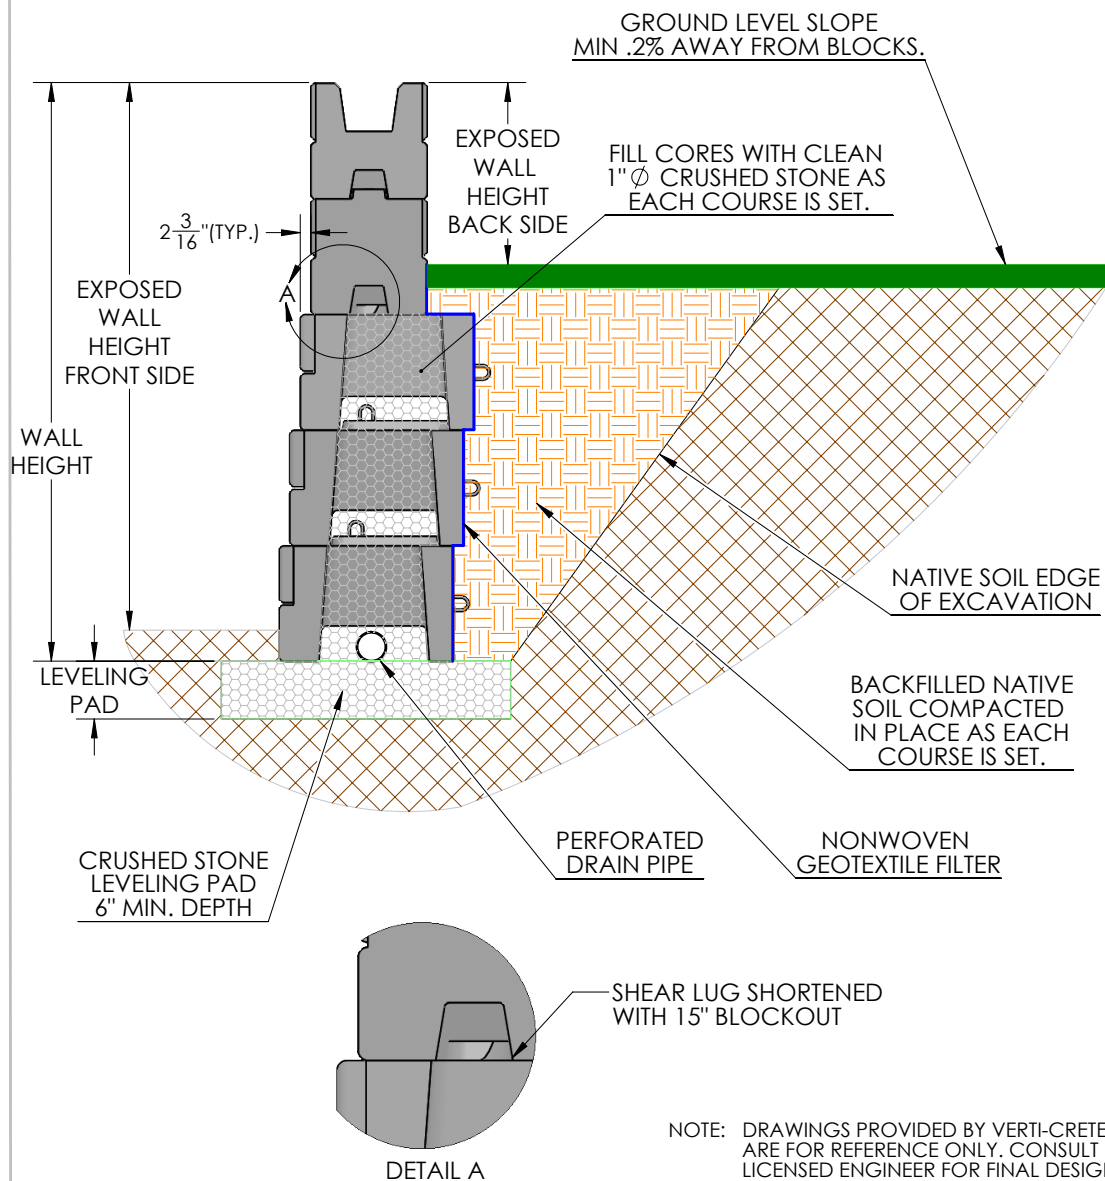 GROUND LEVEL SLOPE
MIN .2% AWAY FROM BLOCKS.
EXPOSED
WALL
HEIGHT
BACK SIDE
FILL CORES WITH CLEAN
1"Ø CRUSHED STONE AS
EACH COURSE IS SET.
2 3/16"(TYP.)
A
EXPOSED
WALL
HEIGHT
FRONT SIDE
WALL
HEIGHT
NATIVE SOIL EDGE
OF EXCAVATION
LEVELING
PAD
BACKFILLED NATIVE
SOIL COMPACTED
IN PLACE AS EACH
COURSE IS SET.
PERFORATED
DRAIN PIPE
NONWOVEN
GEOTEXTILE FILTER
CRUSHED STONE
LEVELING PAD
6" MIN. DEPTH
SHEAR LUG SHORTENED
WITH 15" BLOCKOUT
DETAIL A
NOTE: DRAWINGS PROVIDED BY VERTI-CRETE
ARE FOR REFERENCE ONLY. CONSULT
LICENSED ENGINEER FOR FINAL DESIGN